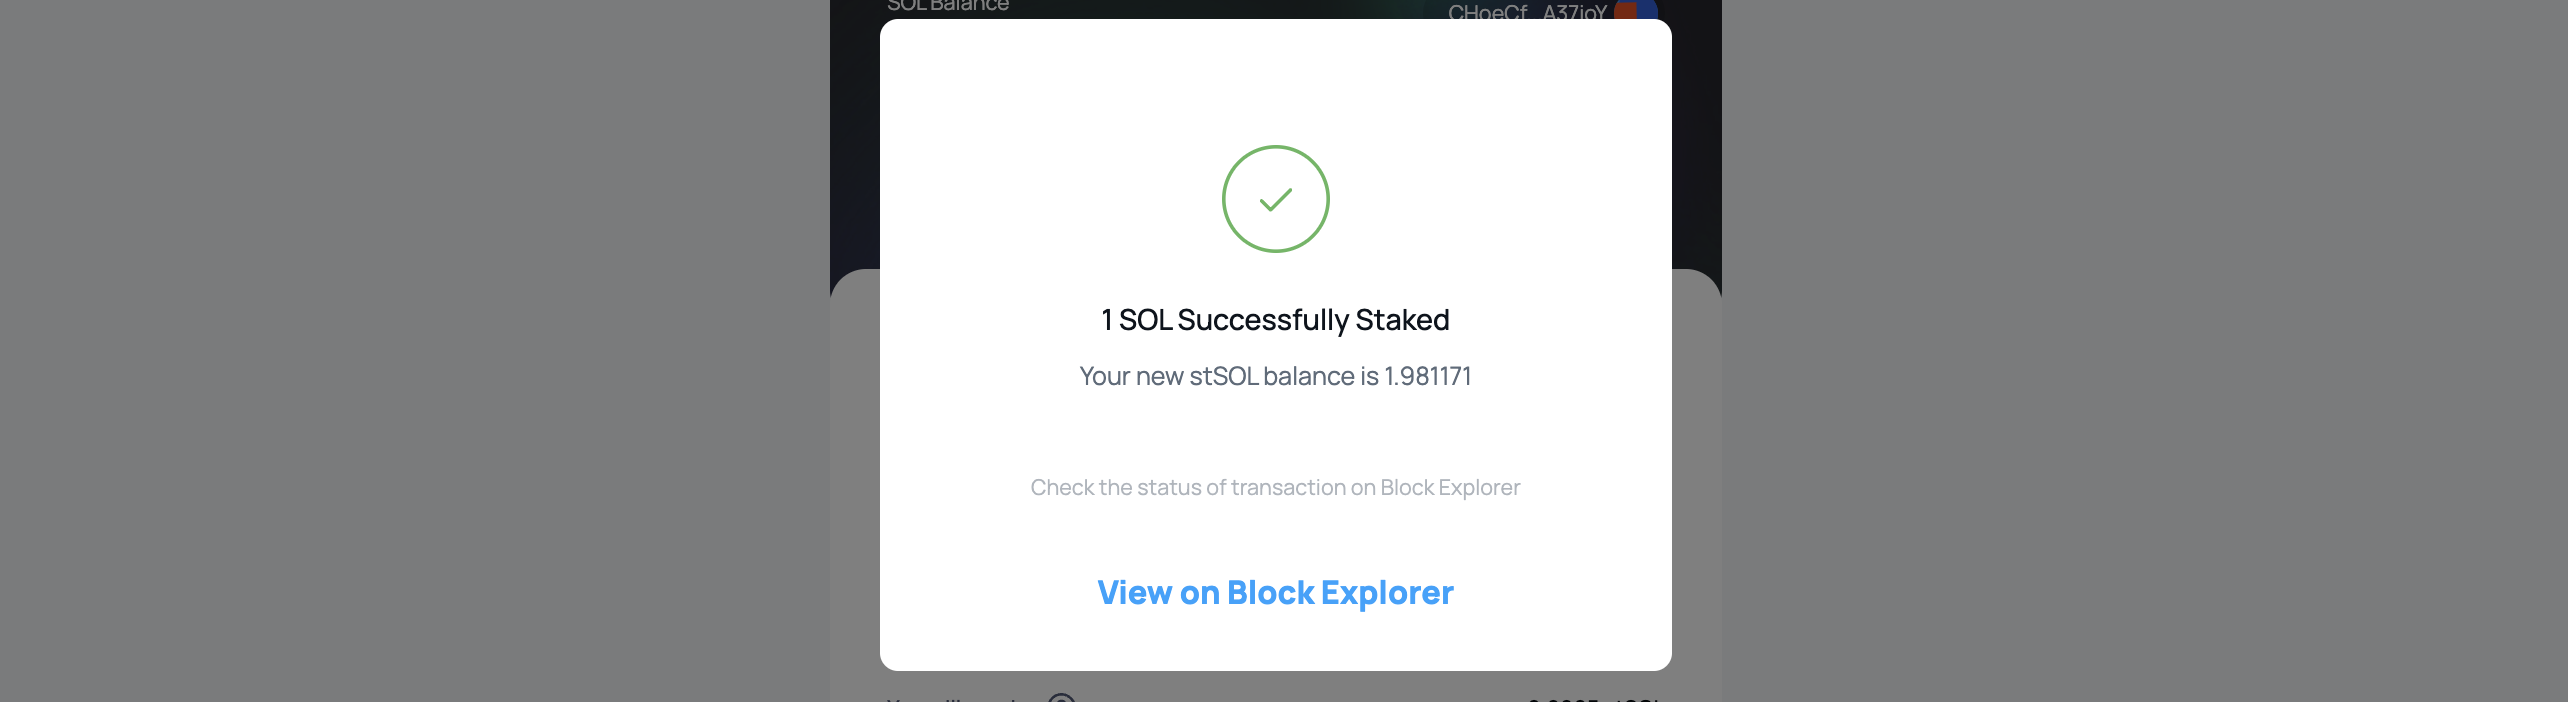 SOL Balance
CHoeCf...A37ioY
1 SOL Successfully Staked
Your new stSOL balance is 1.981171
Check the status of transaction on Block Explorer
View on Block Explorer